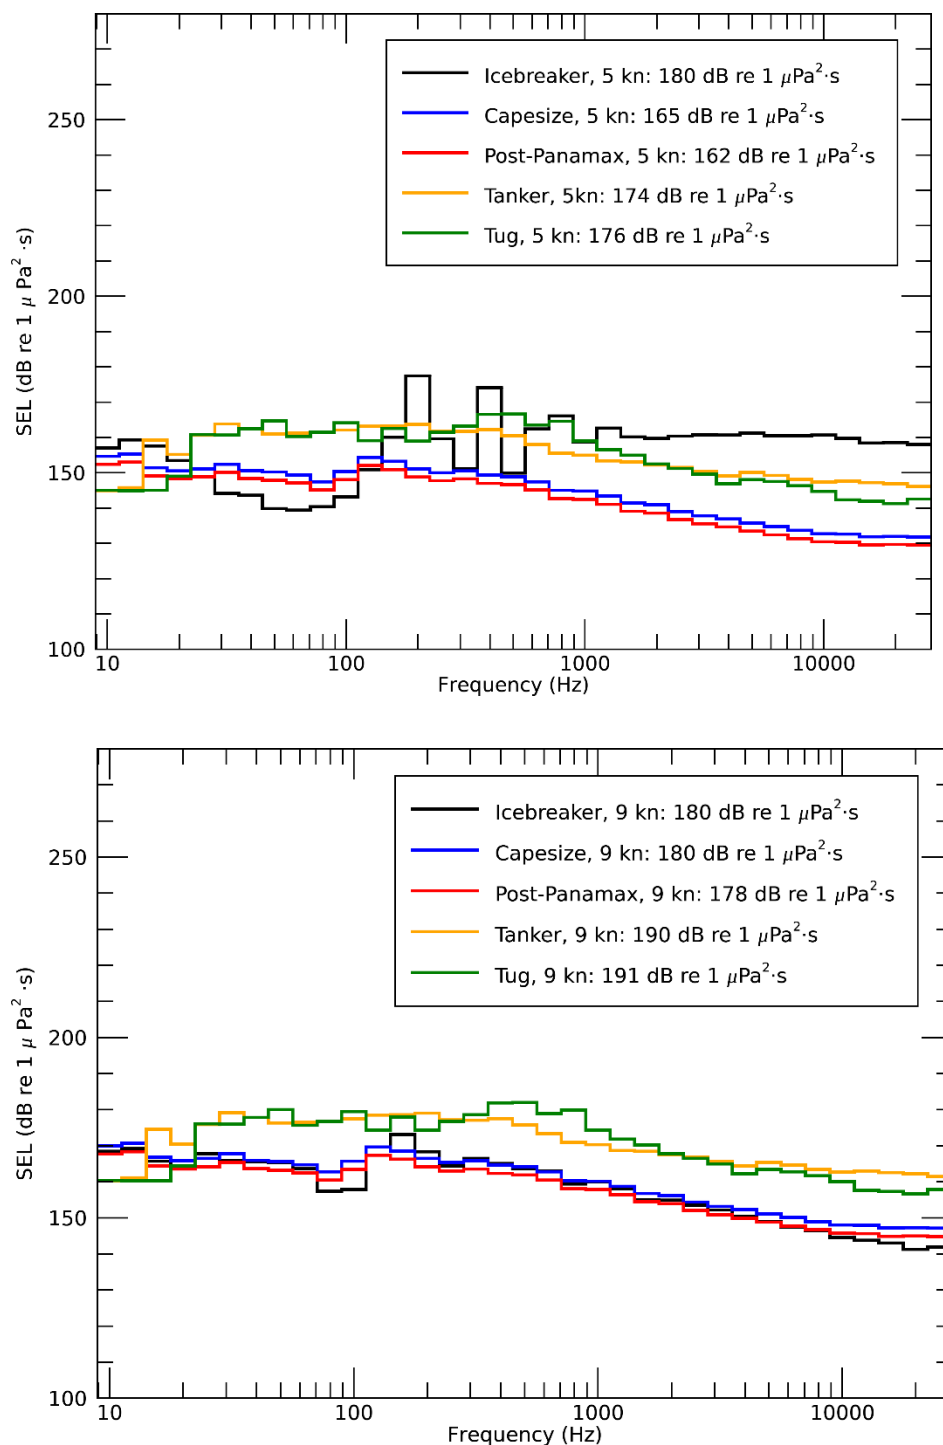 250
200
150
100
SEL (dB re 1 μ Pa² ·s)
Icebreaker, 5 kn: 180 dB re 1 μPa²·s
Capesize, 5 kn: 165 dB re 1 μPa²·s
Post-Panamax, 5 kn: 162 dB re 1 μPa²·s
Tanker, 5kn: 174 dB re 1 μPa²·s
Tug, 5 kn: 176 dB re 1 μPa²·s
10 100 1000 10000
Frequency (Hz)
250
200
150
100
SEL (dB re 1 μ Pa² ·s)
Icebreaker, 9 kn: 180 dB re 1 μPa²·s
Capesize, 9 kn: 180 dB re 1 μPa²·s
Post-Panamax, 9 kn: 178 dB re 1 μPa²·s
Tanker, 9 kn: 190 dB re 1 μPa²·s
Tug, 9 kn: 191 dB re 1 μPa²·s
10 100 1000 10000
Frequency (Hz)